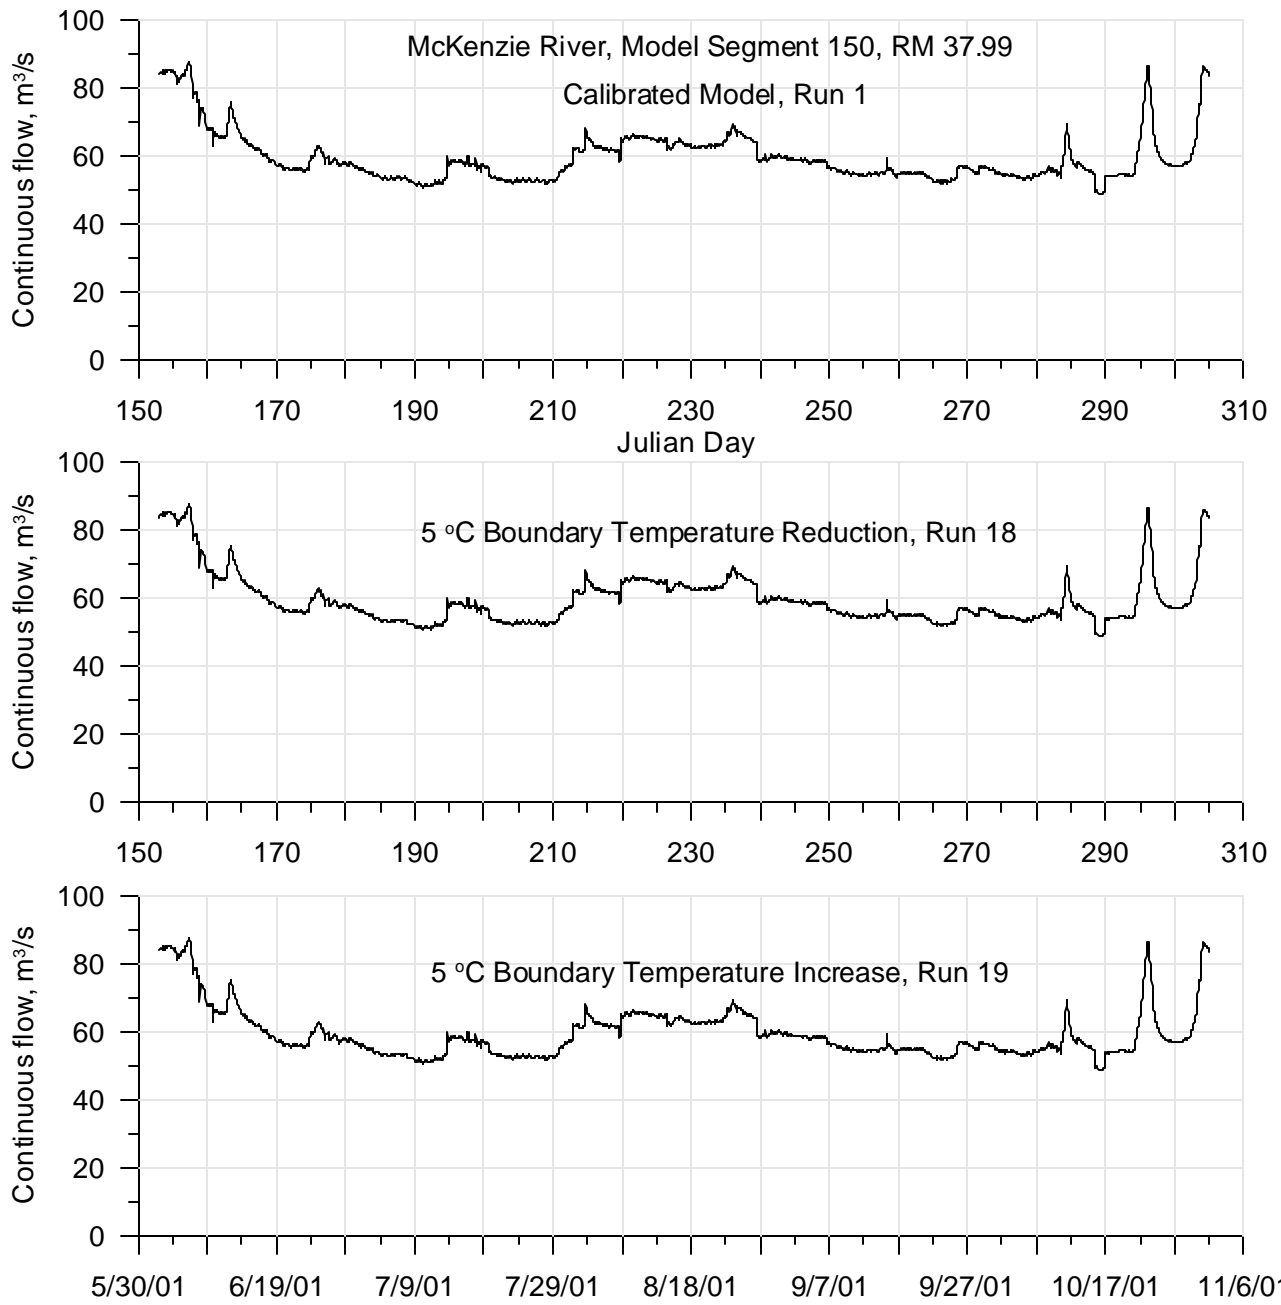 McKenzie River, Model Segment 150, RM 37.99
Calibrated Model, Run 1
Continuous flow, m³/s
100
80
60
40
20
0
150 170 190 210 230 250 270 290 310
Julian Day
5 ᵒC Boundary Temperature Reduction, Run 18
Continuous flow, m³/s
100
80
60
40
20
0
150 170 190 210 230 250 270 290 310
5 ᵒC Boundary Temperature Increase, Run 19
Continuous flow, m³/s
100
80
60
40
20
0
5/30/01 6/19/01 7/9/01 7/29/01 8/18/01 9/7/01 9/27/01 10/17/01 11/6/0